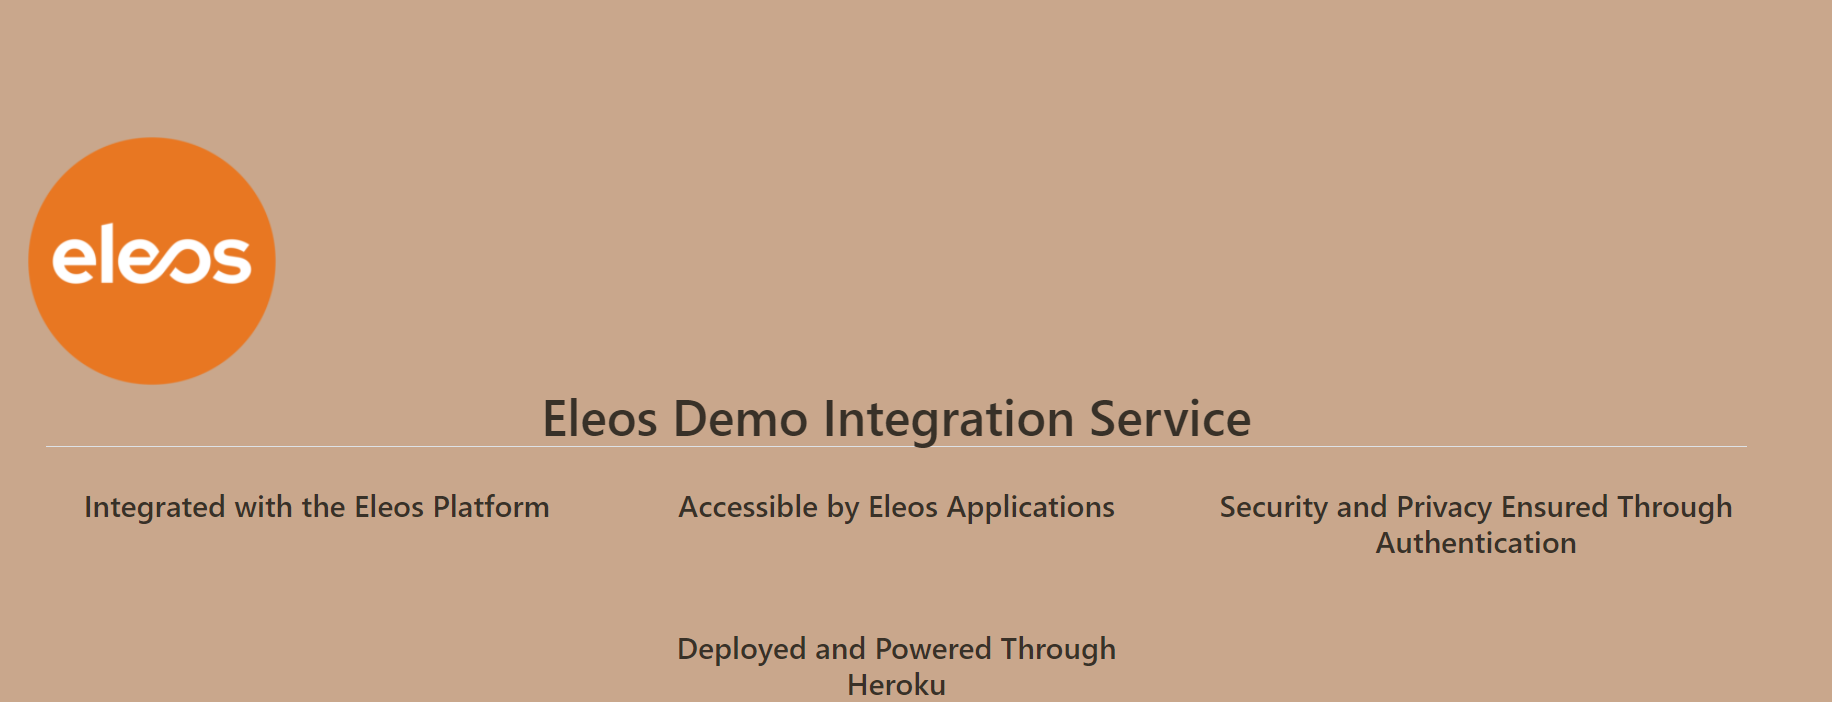 eleos
Eleos Demo Integration Service
Integrated with the Eleos Platform
Accessible by Eleos Applications
Security and Privacy Ensured Through
Authentication
Deployed and Powered Through
Heroku